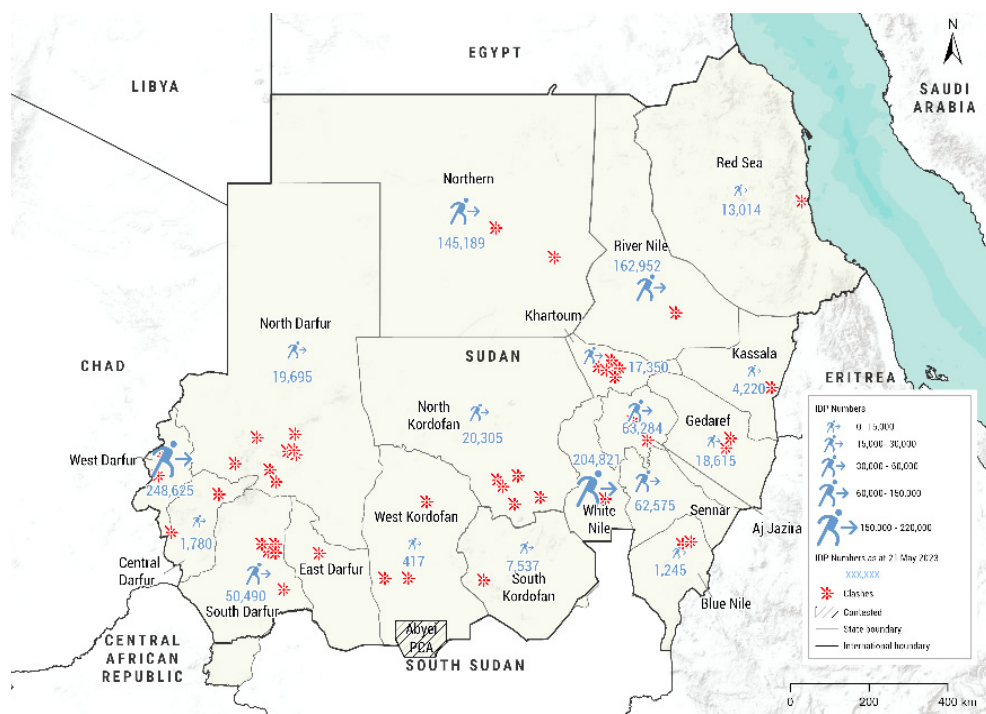 EGYPT
N
LIBYA
SAUDI
ARABIA
Red Sea
13,014
Northern
145,189
River Nile
162,952
Khartoum
North Darfur
19,695
CHAD
SUDAN
Kassala
4,220
17,350
ERITREA
North
Kordofan
20,305
63,284
Gedaref
18,615
West Darfur
248,625
204,821
White
Nile
62,575
Sennar
Aj Jazira
West Kordofan
417
1,780
Central
Darfur
East Darfur
7,537
South
Kordofan
1,245
Blue Nile
50,490
South Darfur
Abyei
PCA
CENTRAL
AFRICAN
REPUBLIC
SOUTH SUDAN
IDP Numbers
0 - 15,000
15,000 - 30,000
30,000 - 60,000
60,000 - 150,000
150,000 - 220,000
IDP Numbers as at 21 May 2023
xxx,xxx
Clashes
Contested
State boundary
International boundary
0 200 400 km